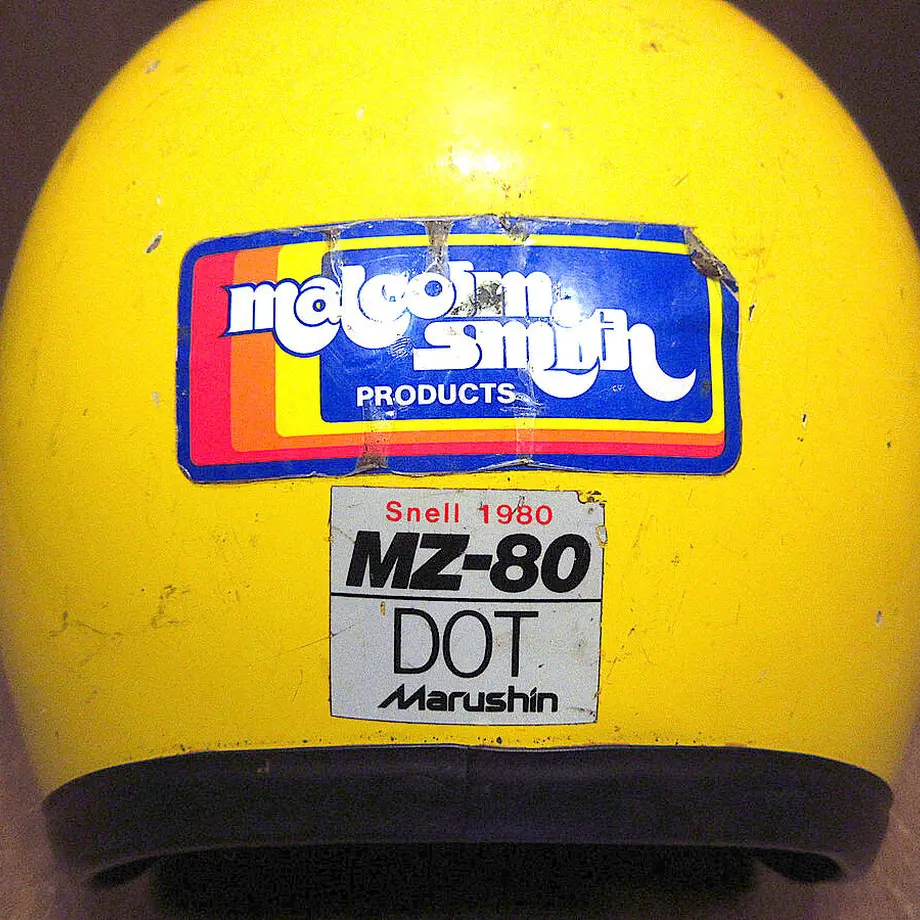 malcolm
smith
PRODUCTS
Snell 1980
MZ-80
DOT
Marushin